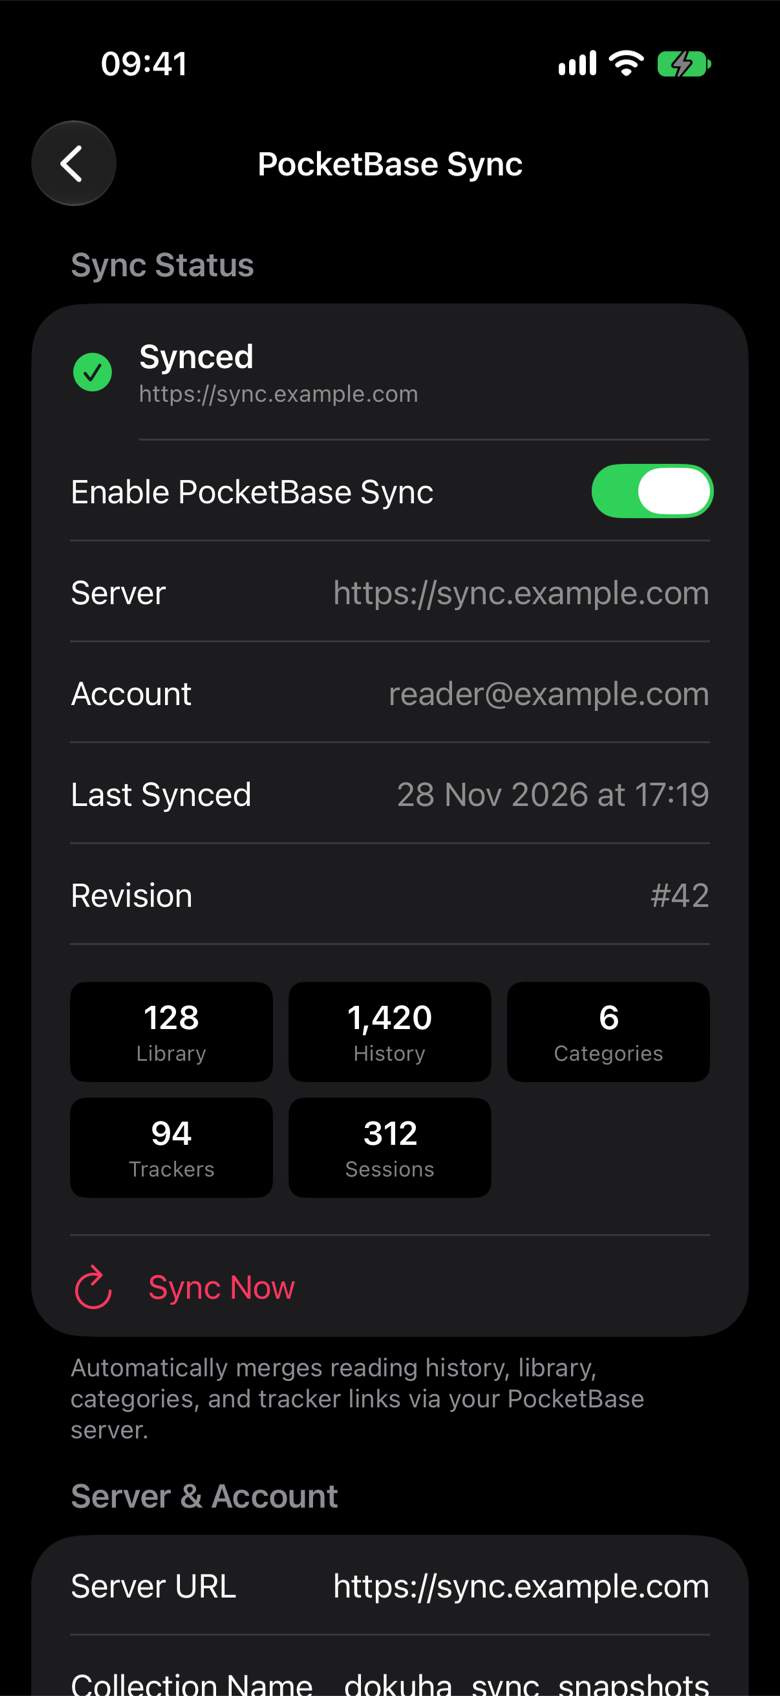 09:41
PocketBase Sync
Sync Status
Synced
https://sync.example.com
Enable PocketBase Sync
Server https://sync.example.com
Account reader@example.com
Last Synced 28 Nov 2026 at 17:19
Revision #42
128 1,420 6
Library History Categories
94 312
Trackers Sessions
Sync Now
Automatically merges reading history, library,
categories, and tracker links via your PocketBase
server.
Server & Account
Server URL https://sync.example.com
Collection Name dokuha_sync_snapshots